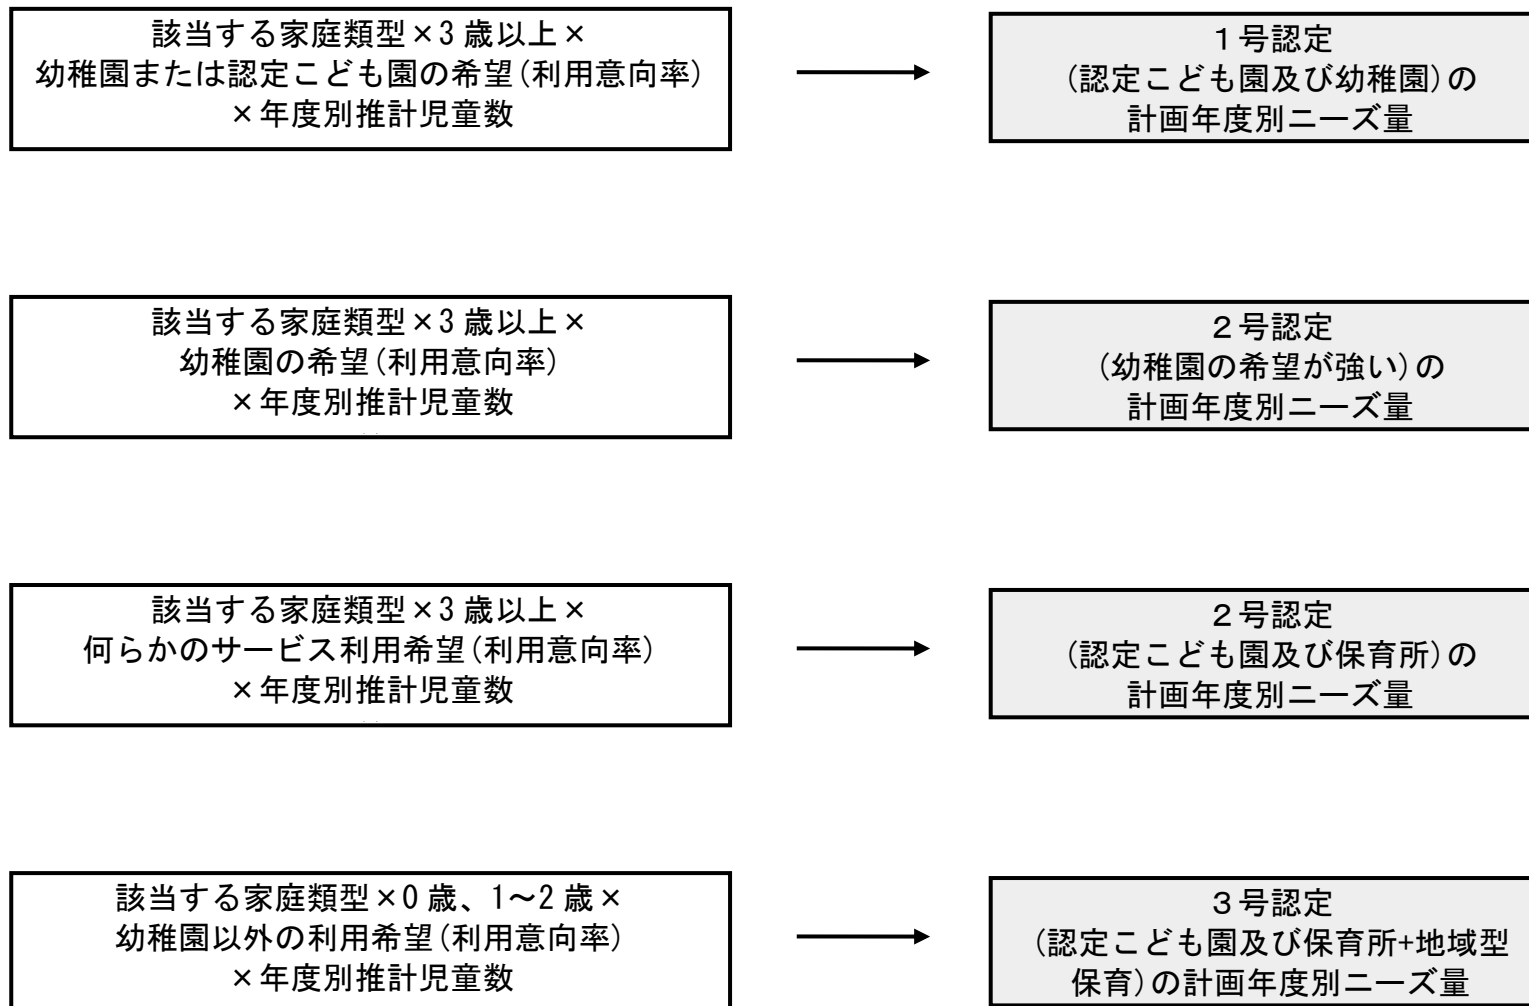 該当する家庭類型×3歳以上×
幼稚園または認定こども園の希望(利用意向率)
×年度別推計児童数
1号認定
(認定こども園及び幼稚園)の
計画年度別ニーズ量
該当する家庭類型×3歳以上×
幼稚園の希望(利用意向率)
×年度別推計児童数
2号認定
(幼稚園の希望が強い)の
計画年度別ニーズ量
該当する家庭類型×3歳以上×
何らかのサービス利用希望(利用意向率)
×年度別推計児童数
2号認定
(認定こども園及び保育所)の
計画年度別ニーズ量
該当する家庭類型×0歳、1～2歳×
幼稚園以外の利用希望(利用意向率)
×年度別推計児童数
3号認定
(認定こども園及び保育所+地域型
保育)の計画年度別ニーズ量